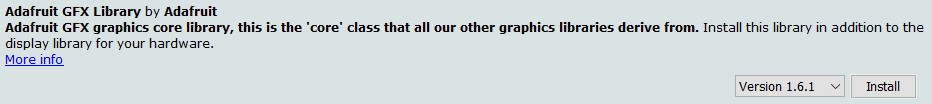 Adafruit GFX Library by Adafruit
Adafruit GFX graphics core library, this is the 'core' class that all our other graphics libraries derive from. Install this library in addition to the
display library for your hardware.
More info
Version 1.6.1 Install